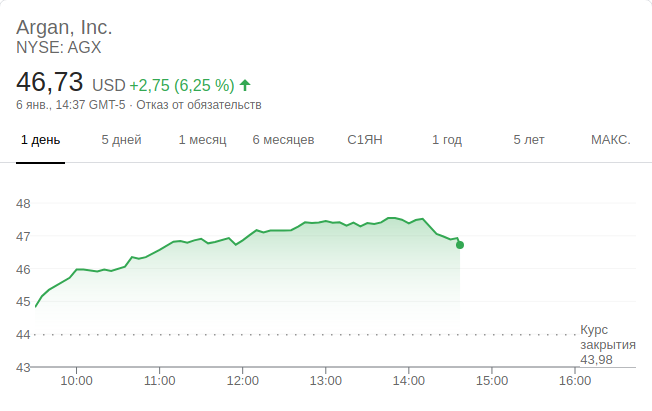 Argan, Inc.
NYSE: AGX
46,73 USD +2,75 (6,25 %)
6 янв., 14:37 GMT-5 · Отказ от обязательств
1 день 5 дней 1 месяц 6 месяцев С1ЯН 1 год 5 лет МАКС.
48
47
46
45
44
Курс
закрытия
43,98
43
10:00 11:00 12:00 13:00 14:00 15:00 16:00